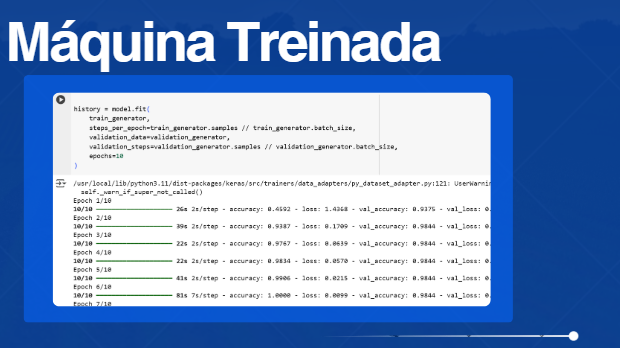 Máquina Treinada
history = model.fit(
train_generator,
steps_per_epoch=train_generator.samples // train_generator.batch_size,
validation_data=validation_generator,
validation_steps=validation_generator.samples // validation_generator.batch_size,
epochs=10
)
/usr/local/lib/python3.11/dist-packages/keras/src/trainers/data_adapters/py_dataset_adapter.py:121: UserWarnin
self._warn_if_super_not_called()
Epoch 1/10
10/10 26s 2s/step - accuracy: 0.4592 - loss: 1.4368 - val_accuracy: 0.9375 - val_loss: 0.
Epoch 2/10
10/10 39s 2s/step - accuracy: 0.9387 - loss: 0.1709 - val_accuracy: 0.9844 - val_loss: 0.
Epoch 3/10
10/10 22s 2s/step - accuracy: 0.9767 - loss: 0.0639 - val_accuracy: 0.9844 - val_loss: 0.
Epoch 4/10
10/10 22s 2s/step - accuracy: 0.9834 - loss: 0.0570 - val_accuracy: 0.9844 - val_loss: 0.
Epoch 5/10
10/10 41s 2s/step - accuracy: 0.9906 - loss: 0.0215 - val_accuracy: 0.9844 - val_loss: 0.
Epoch 6/10
10/10 81s 7s/step - accuracy: 1.0000 - loss: 0.0099 - val_accuracy: 0.9844 - val_loss: 0.
Epoch 7/10